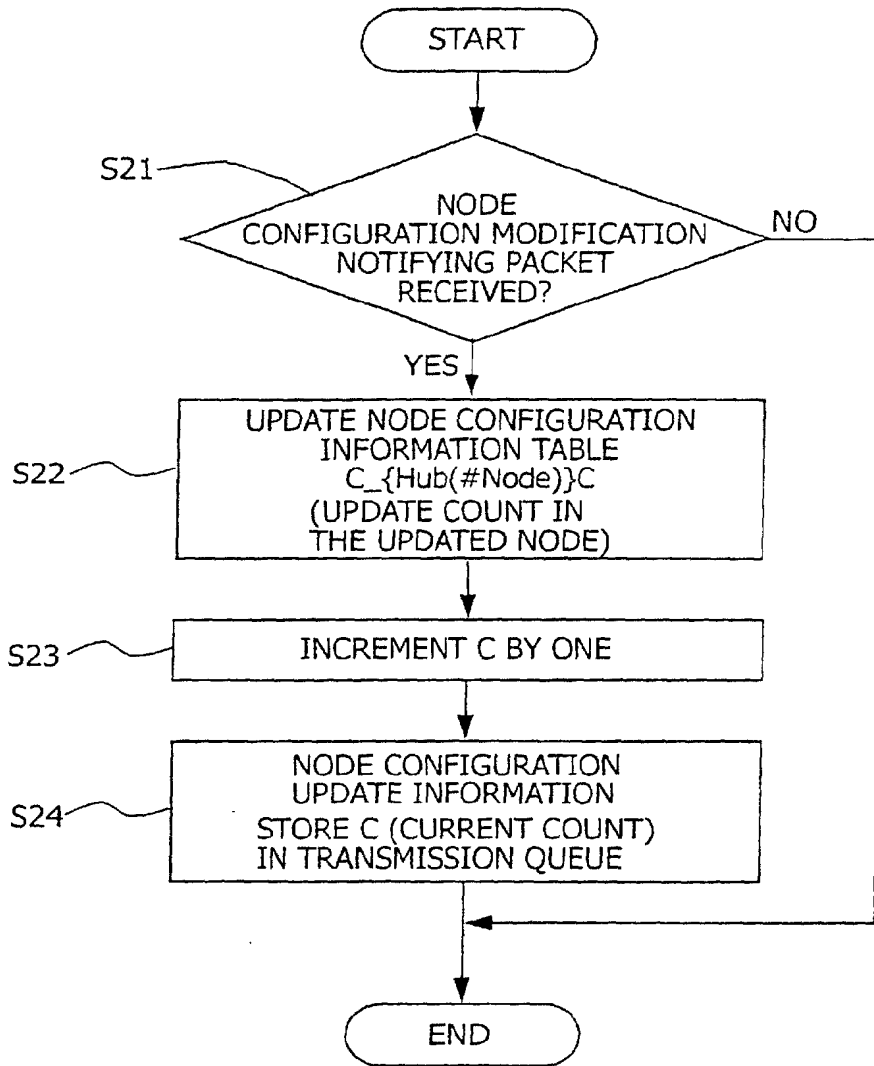 START
S21
NODE
CONFIGURATION MODIFICATION
NOTIFYING PACKET
RECEIVED?
NO
YES
S22
UPDATE NODE CONFIGURATION
INFORMATION TABLE
C_{Hub(#Node)}C
(UPDATE COUNT IN
THE UPDATED NODE)
S23
INCREMENT C BY ONE
S24
NODE CONFIGURATION
UPDATE INFORMATION
STORE C (CURRENT COUNT)
IN TRANSMISSION QUEUE
END